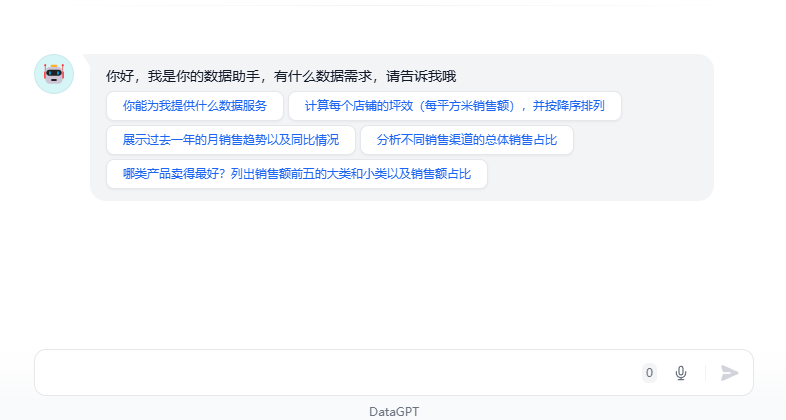 你好，我是你的数据助手，有什么数据需求，请告诉我哦
你能为我提供什么数据服务 计算每个店铺的坪效（每平方米销售额），并按降序排列
展示过去一年的月销售趋势以及同比情况 分析不同销售渠道的总体销售占比
哪类产品卖得最好？列出销售额前五的大类和小类以及销售额占比
0
DataGPT